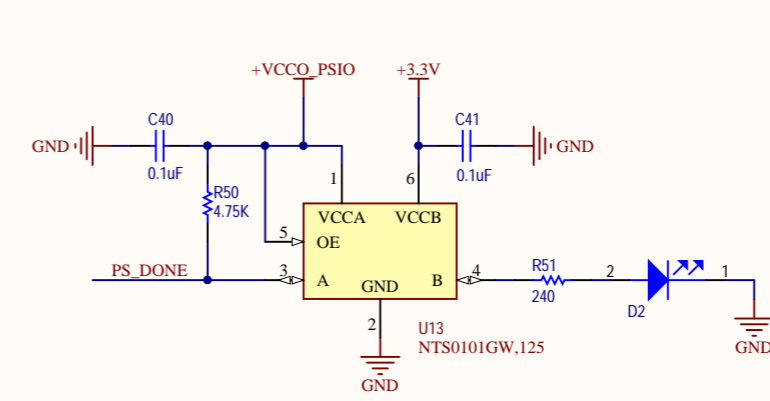 +VCCO_PSIO
+3.3V
C40
C41
GND
GND
0.1uF
0.1uF
1
6
R50
4.75K
VCCA
VCCB
5
OE
PS_DONE
3
A
GND
B
4
R51
240
2
1
D2
2
U13
NTS0101GW,125
GND
GND